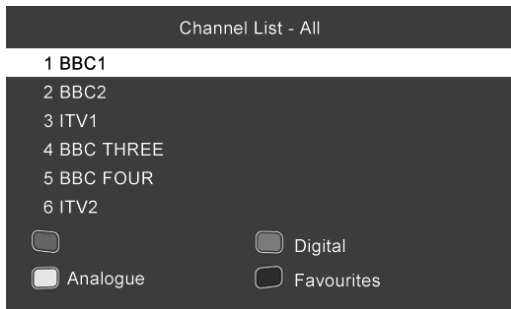 Channel List - All
1 BBC1
2 BBC2
3 ITV1
4 BBC THREE
5 BBC FOUR
6 ITV2
Digital
Analogue Favourites